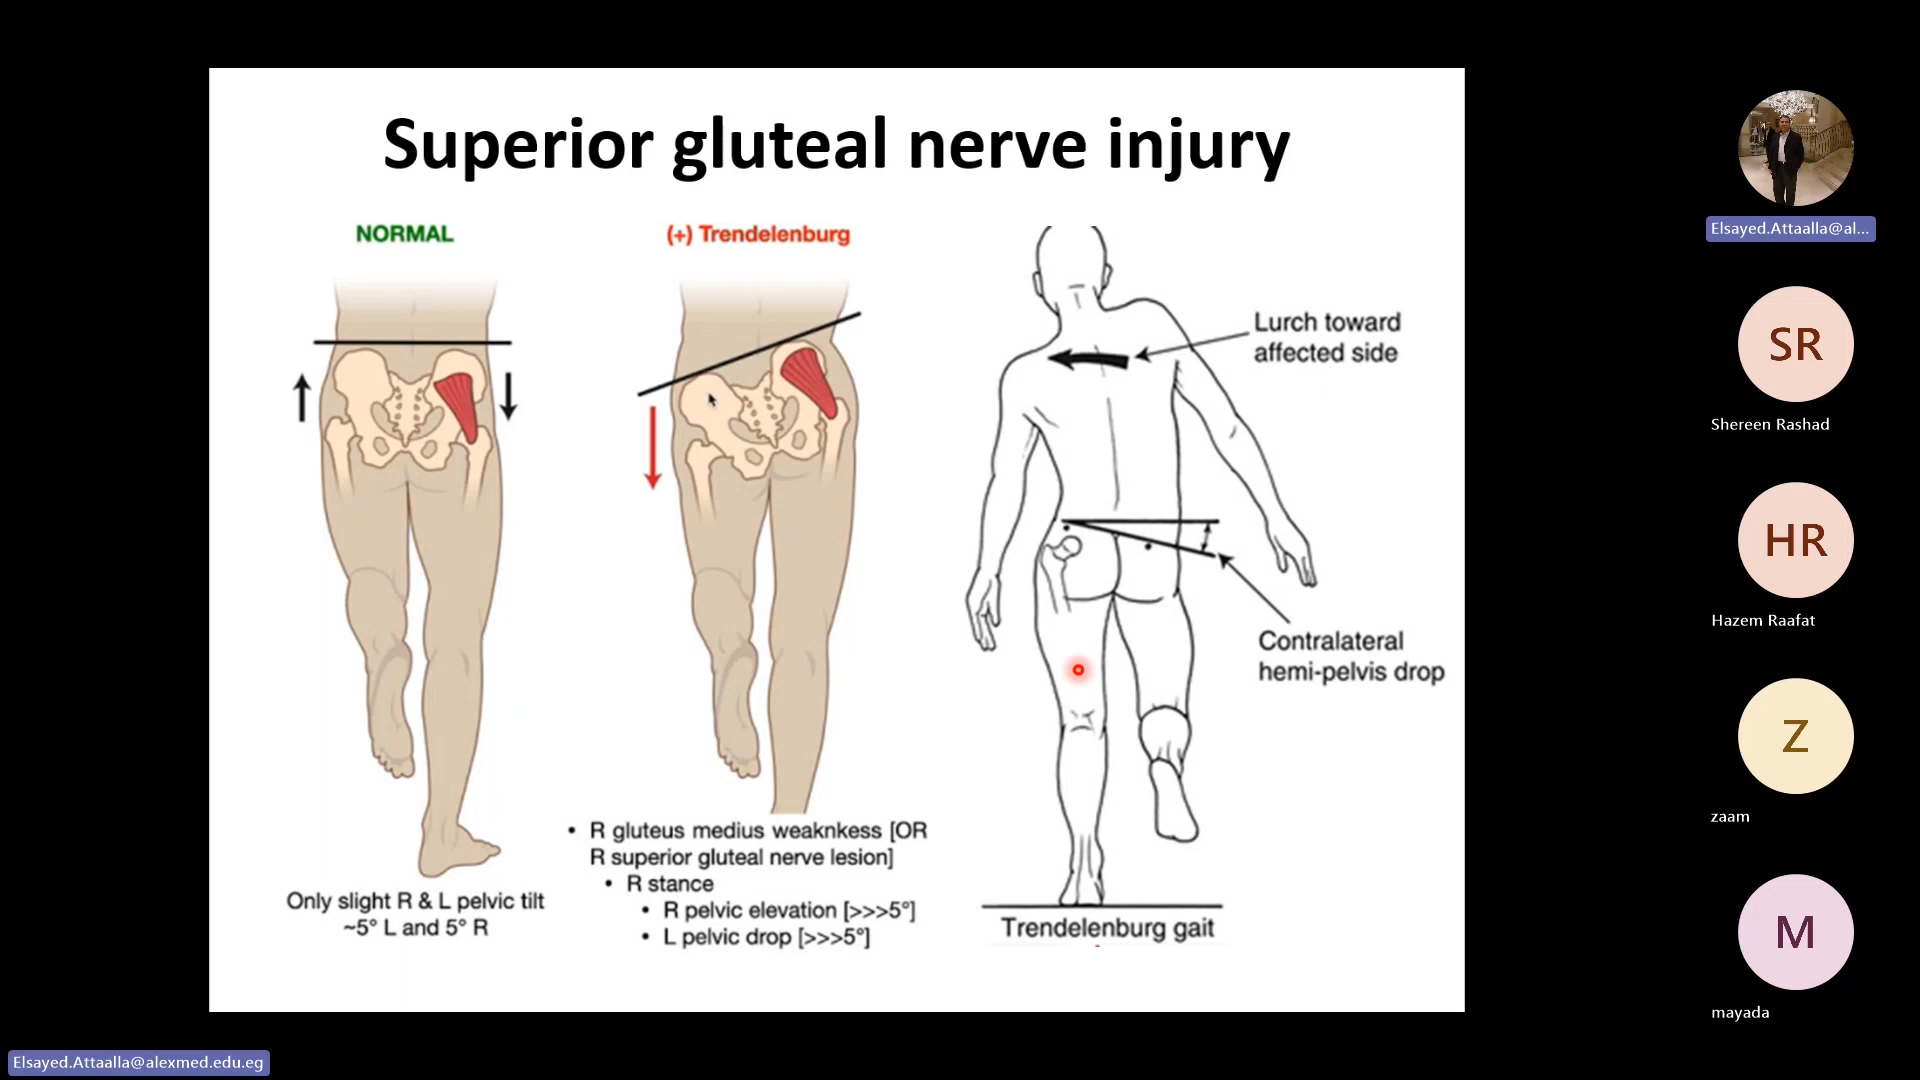 Superior gluteal nerve injury
NORMAL
(+) Trendelenburg
Lurch toward
affected side
Contralateral
hemi-pelvis drop
Only slight R & L pelvic tilt
~5° L and 5° R
• R gluteus medius weaknkess [OR
R superior gluteal nerve lesion]
• R stance
• R pelvic elevation [>>>5°]
• L pelvic drop [>>>5°]
Trendelenburg gait
Elsayed.Attaalla@al...
SR
Shereen Rashad
HR
Hazem Raafat
Z
zaam
M
mayada
Elsayed.Attaalla@alexmed.edu.eg